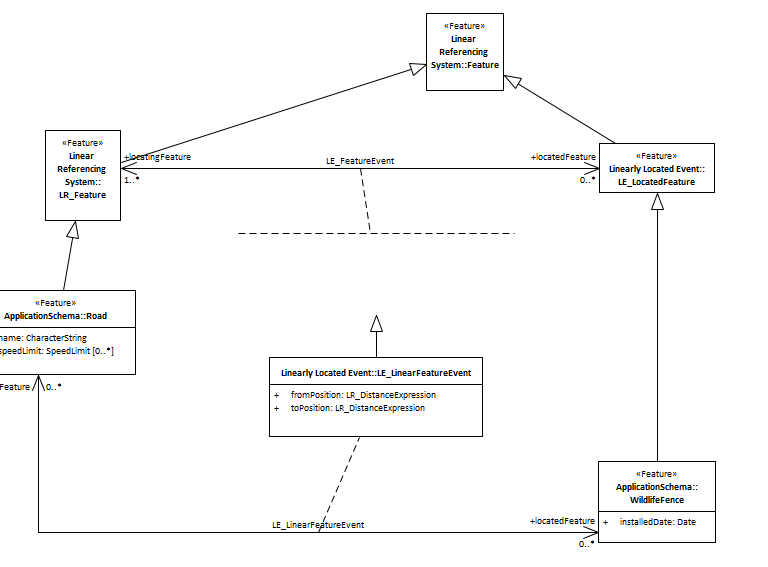 «Feature»
Linear
Referencing
System::Feature
«Feature»
Linear
Referencing
System::
LR_Feature
+locatingFeature
1..*
LE_FeatureEvent
+locatedFeature
0..*
«Feature»
Linearly Located Event::
LE_LocatedFeature
«Feature»
ApplicationSchema::Road
name: CharacterString
speedLimit: SpeedLimit [0..*]
Feature
0..*
Linearly Located Event::LE_LinearFeatureEvent
+ fromPosition: LR_DistanceExpression
+ toPosition: LR_DistanceExpression
LE_LinearFeatureEvent
+locatedFeature
0..*
«Feature»
ApplicationSchema::
WildlifeFence
+ installedDate: Date